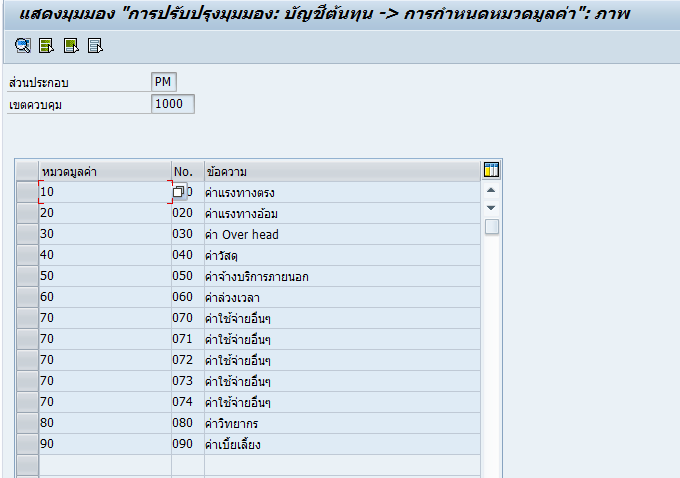 แสดงมุมมอง "การปรับปรุงมุมมอง: บัญชีต้นทุน -> การกำหนดหมวดมูลค่า": ภาพ
ส่วนประกอบ PM
เขตควบคุม 1000
หมวดมูลค่า No. ข้อความ
10 0 ค่าแรงทางตรง
20 020 ค่าแรงทางอ้อม
30 030 ค่า Over head
40 040 ค่าวัสดุ
50 050 ค่าจ้างบริการภายนอก
60 060 ค่าล่วงเวลา
70 070 ค่าใช้จ่ายอื่นๆ
70 071 ค่าใช้จ่ายอื่นๆ
70 072 ค่าใช้จ่ายอื่นๆ
70 073 ค่าใช้จ่ายอื่นๆ
70 074 ค่าใช้จ่ายอื่นๆ
80 080 ค่าวิทยากร
90 090 ค่าเบี้ยเลี้ยง